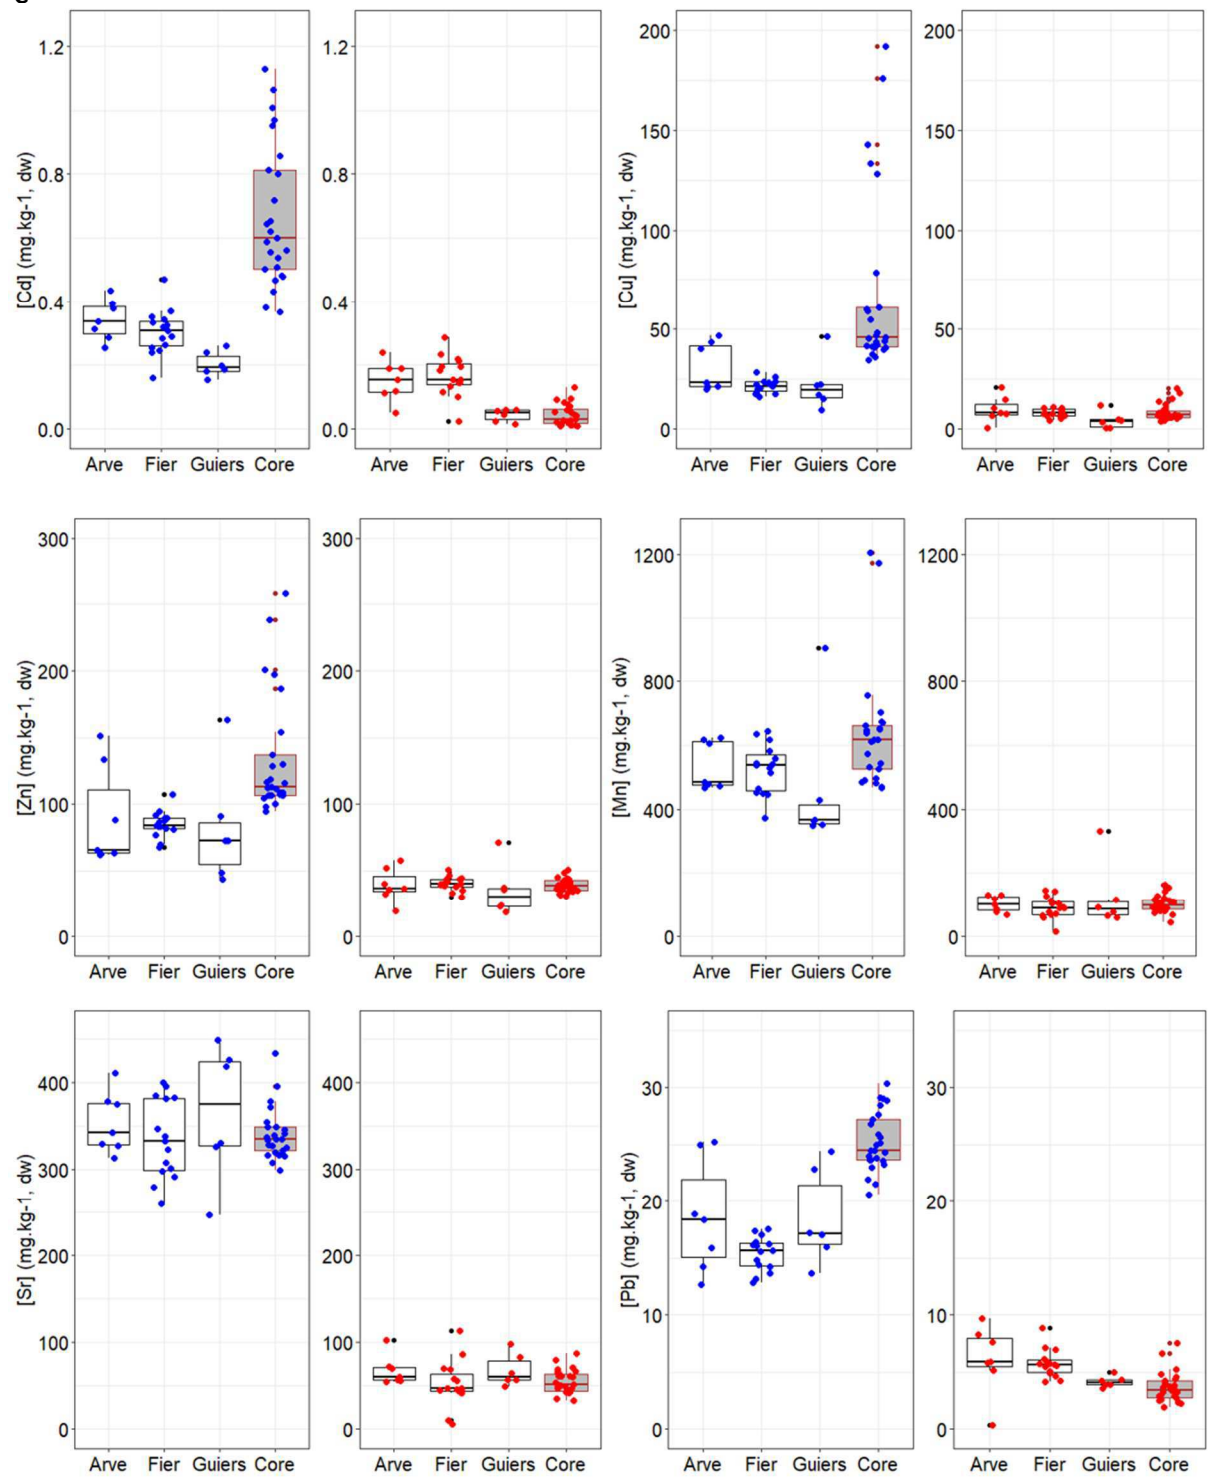 1.2
0.8
0.4
0.0
[Cd] (mg.kg-1, dw)
Arve Fier Guiers Core
1.2
0.8
0.4
0.0
Arve Fier Guiers Core
200
150
100
50
0
[Cu] (mg.kg-1, dw)
Arve Fier Guiers Core
200
150
100
50
0
Arve Fier Guiers Core
300
200
100
0
[Zn] (mg.kg-1, dw)
Arve Fier Guiers Core
300
200
100
0
Arve Fier Guiers Core
1200
800
400
0
[Mn] (mg.kg-1, dw)
Arve Fier Guiers Core
1200
800
400
0
Arve Fier Guiers Core
400
300
200
100
0
[Sr] (mg.kg-1, dw)
Arve Fier Guiers Core
400
300
200
100
0
Arve Fier Guiers Core
30
20
10
0
[Pb] (mg.kg-1, dw)
Arve Fier Guiers Core
30
20
10
0
Arve Fier Guiers Core